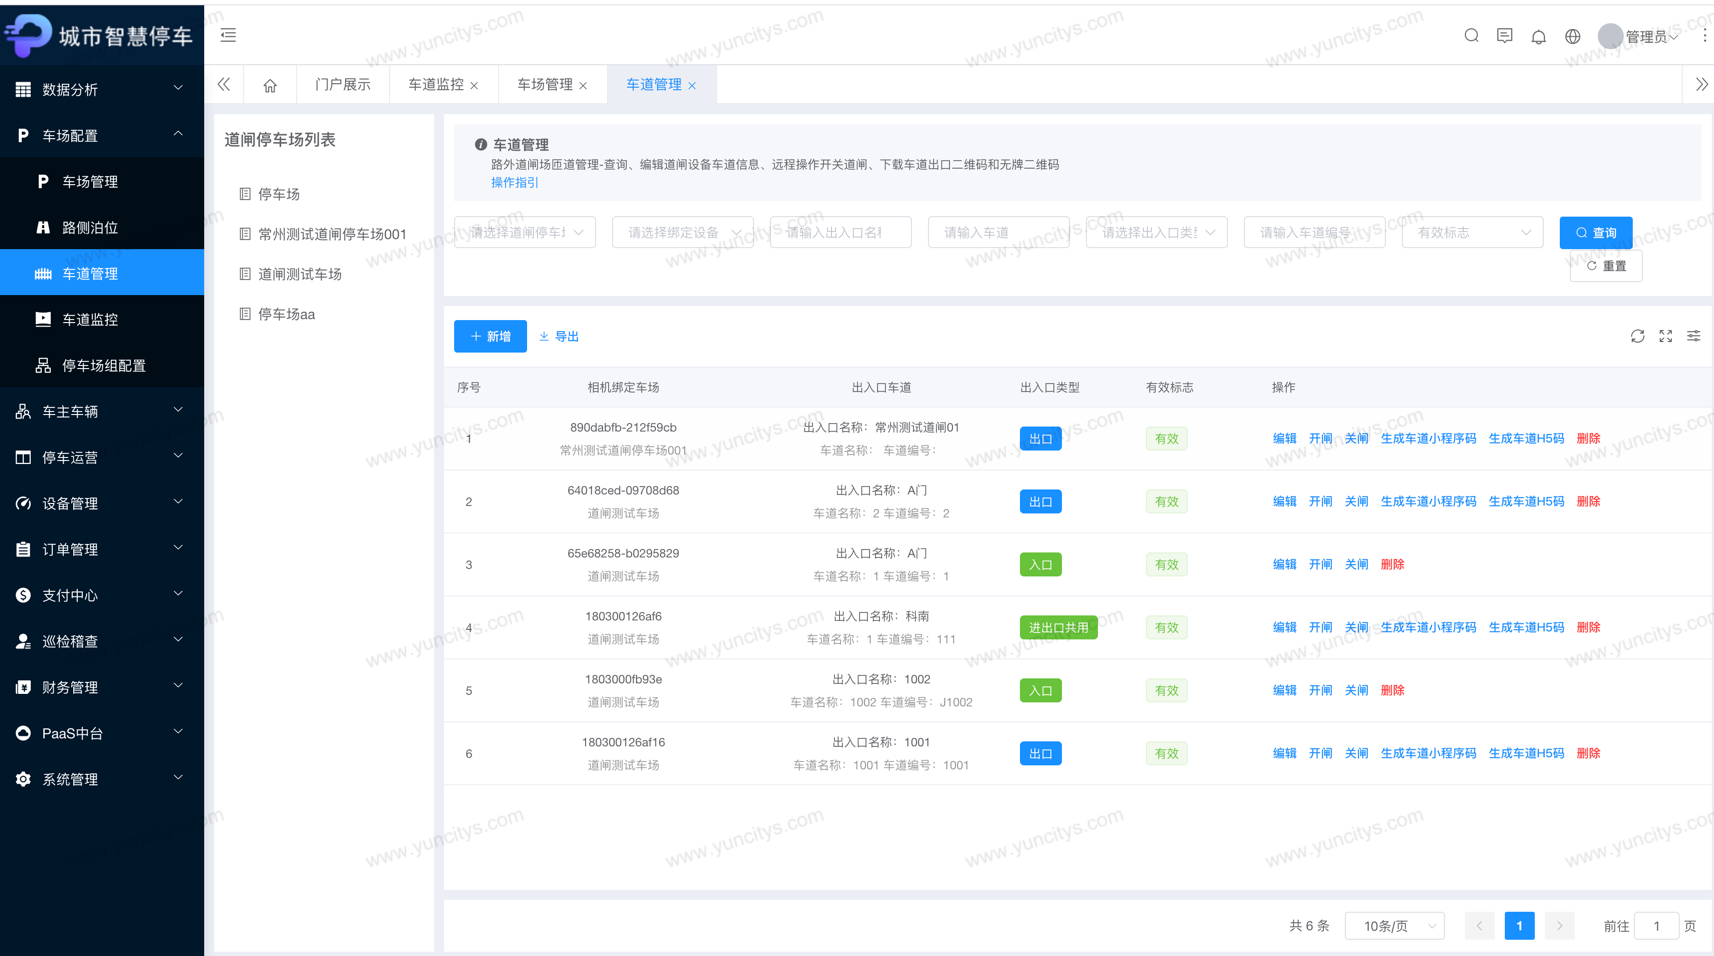 城市智慧停车
管理员
数据分析
车场配置
车场管理
路侧泊位
车道管理
车道监控
停车场组配置
车主车辆
停车运营
设备管理
订单管理
支付中心
巡检稽查
财务管理
PaaS中台
系统管理
门户展示
车道监控
车场管理
车道管理
道闸停车场列表
停车场
常州测试道闸停车场001
道闸测试车场
停车场aa
车道管理
路外道闸场匝道管理-查询、编辑道闸设备车道信息、远程操作开关道闸、下载车道出口二维码和无牌二维码
操作指引
请选择道闸停车场 请选择绑定设备 请输入出入口名称 请输入车道 请选择出入口类型 请输入车道编号 有效标志 查询
重置
新增 导出
序号 相机绑定车场 出入口车道 出入口类型 有效标志 操作
1 890dabfb-212f59cb 出入口名称：常州测试道闸01 出口 有效 编辑 开闸 关闸 生成车道小程序码 生成车道H5码 删除
常州测试道闸停车场001 车道名称： 车道编号：
2 64018ced-09708d68 出入口名称：A门 出口 有效 编辑 开闸 关闸 生成车道小程序码 生成车道H5码 删除
道闸测试车场 车道名称：2 车道编号：2
3 65e68258-b0295829 出入口名称：A门 入口 有效 编辑 开闸 关闸 删除
道闸测试车场 车道名称：1 车道编号：1
4 180300126af6 出入口名称：科南 进出口共用 有效 编辑 开闸 关闸 生成车道小程序码 生成车道H5码 删除
道闸测试车场 车道名称：1 车道编号：111
5 1803000fb93e 出入口名称：1002 入口 有效 编辑 开闸 关闸 删除
道闸测试车场 车道名称：1002 车道编号：J1002
6 180300126af16 出入口名称：1001 出口 有效 编辑 开闸 关闸 生成车道小程序码 生成车道H5码 删除
道闸测试车场 车道名称：1001 车道编号：1001
共 6 条 10条/页 1 前往 1 页
www.yuncitys.com